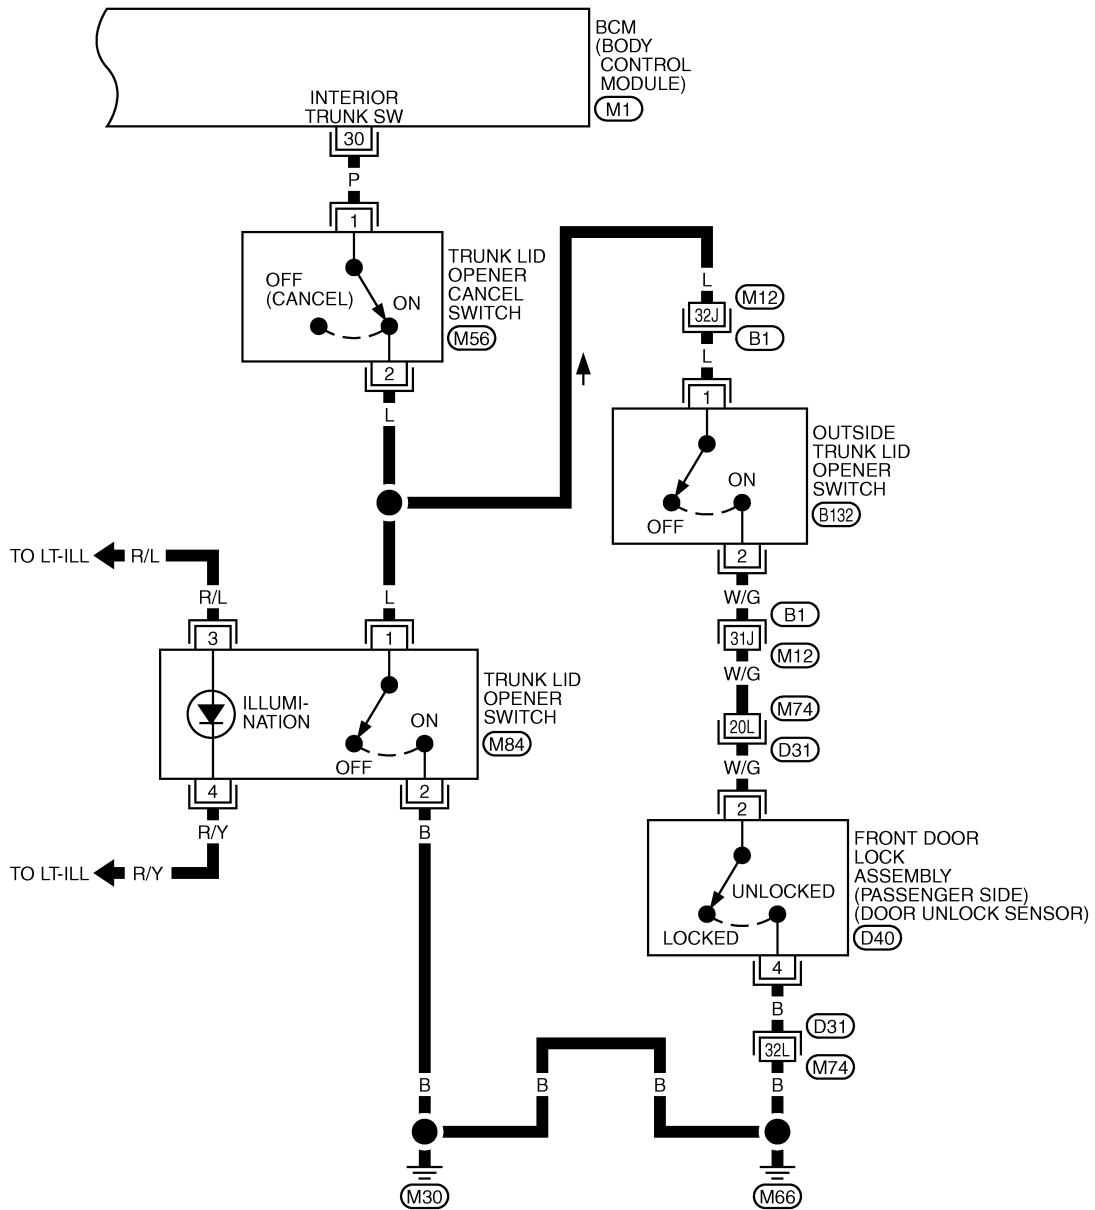 BCM
(BODY
CONTROL
MODULE)
M1
INTERIOR
TRUNK SW
30
P
1
TRUNK LID
OPENER
CANCEL
SWITCH
M56
OFF
(CANCEL)
ON
2
L
L
M12
32J
B1
L
1
OUTSIDE
TRUNK LID
OPENER
SWITCH
B132
ON
OFF
2
W/G
B1
31J
M12
W/G
M74
20L
D31
W/G
2
TO LT-ILL
R/L
R/L
3
L
1
ILLUMI-
NATION
TRUNK LID
OPENER
SWITCH
M84
ON
OFF
4
2
R/Y
B
TO LT-ILL
R/Y
FRONT DOOR
LOCK
ASSEMBLY
(PASSENGER SIDE)
(DOOR UNLOCK SENSOR)
D40
UNLOCKED
LOCKED
4
B
D31
32L
M74
B
B
B
B
M30
M66